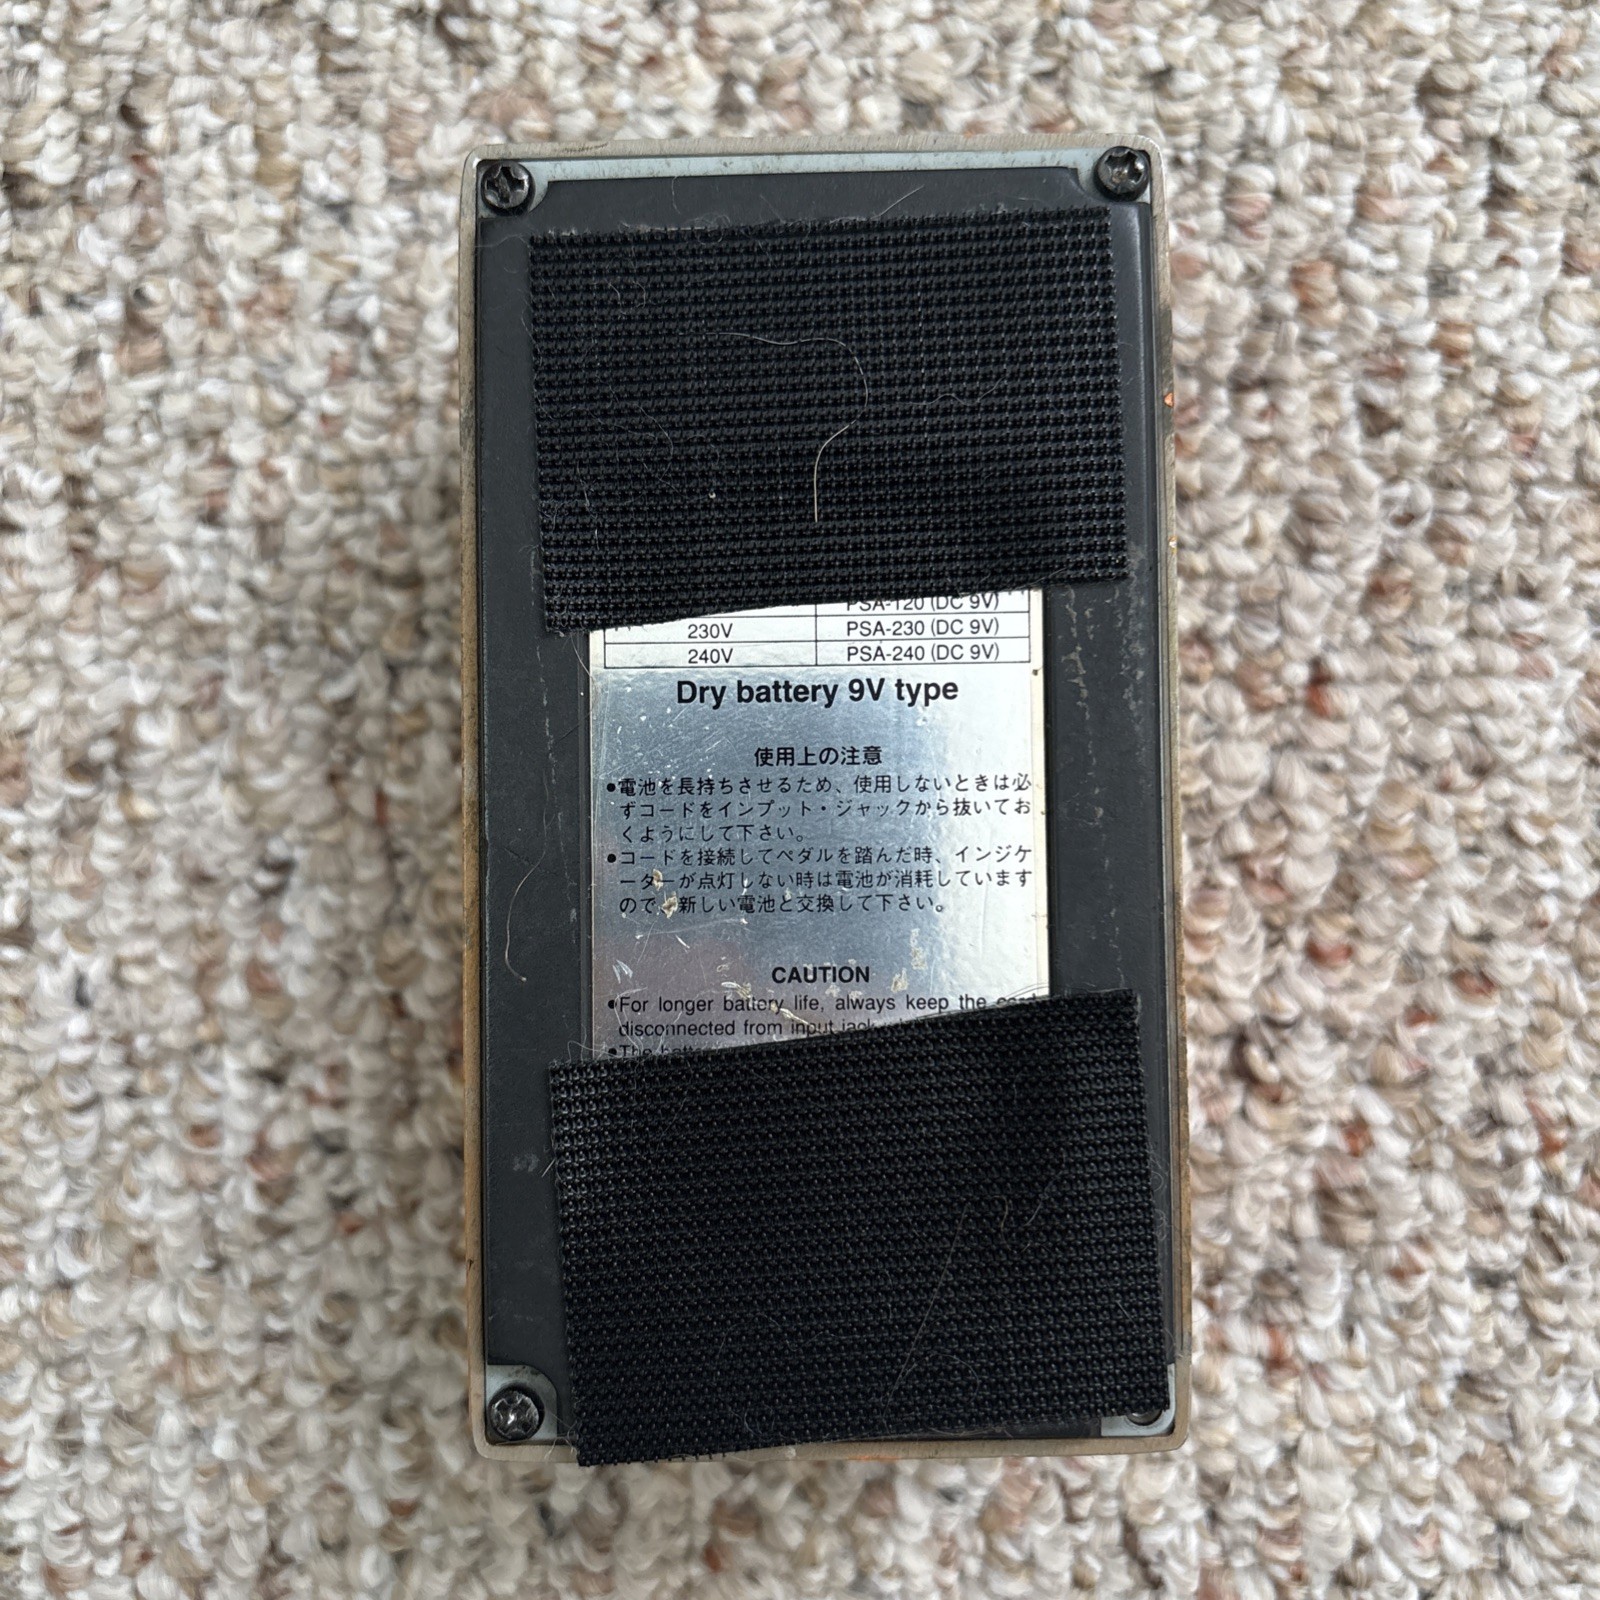 PSA-120 (DC 9V)
230V PSA-230 (DC 9V)
240V PSA-240 (DC 9V)
Dry battery 9V type
使用上の注意
●電池を長持ちさせるため、使用しないときは必
ずコードをインプット・ジャックから抜いてお
くようにして下さい。
●コードを接続してペダルを踏んだ時、インジケ
ーターが点灯しない時は電池が消耗しています
ので、新しい電池と交換して下さい。
CAUTION
●For longer battery life, always keep the cord
disconnected from input jack
●The battery